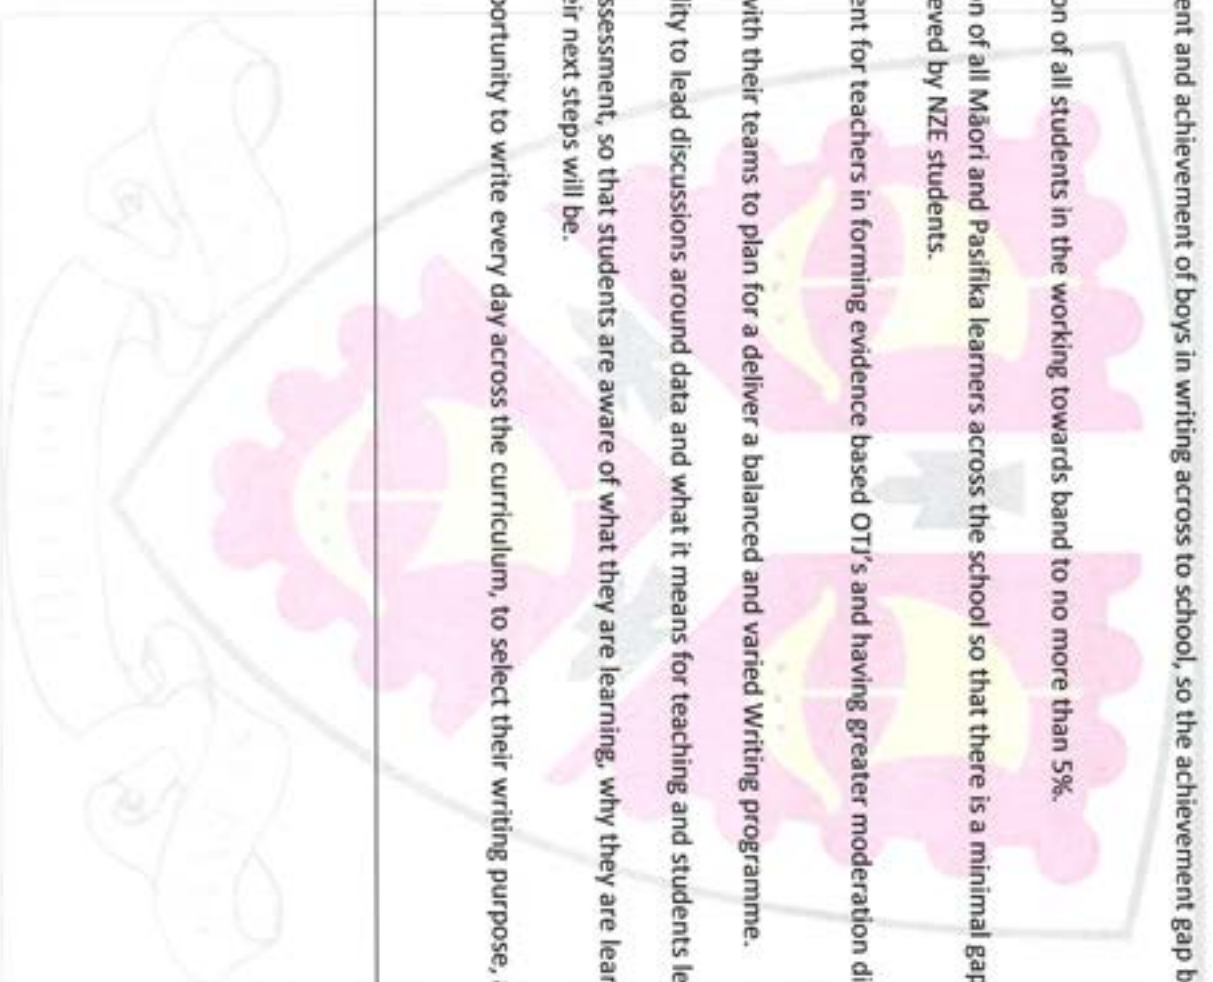 ent and achievement of boys in writing across to school, so the achievement gap b
on of all students in the working towards band to no more than 5%.
n of all Māori and Pasifika learners across the school so that there is a minimal gap
eved by NZE students.
ent for teachers in forming evidence based OTJ's and having greater moderation di
with their teams to plan for a deliver a balanced and varied Writing programme.
lity to lead discussions around data and what it means for teaching and students le
ssessment, so that students are aware of what they are learning, why they are lear
eir next steps will be.
portunity to write every day across the curriculum, to select their writing purpose,